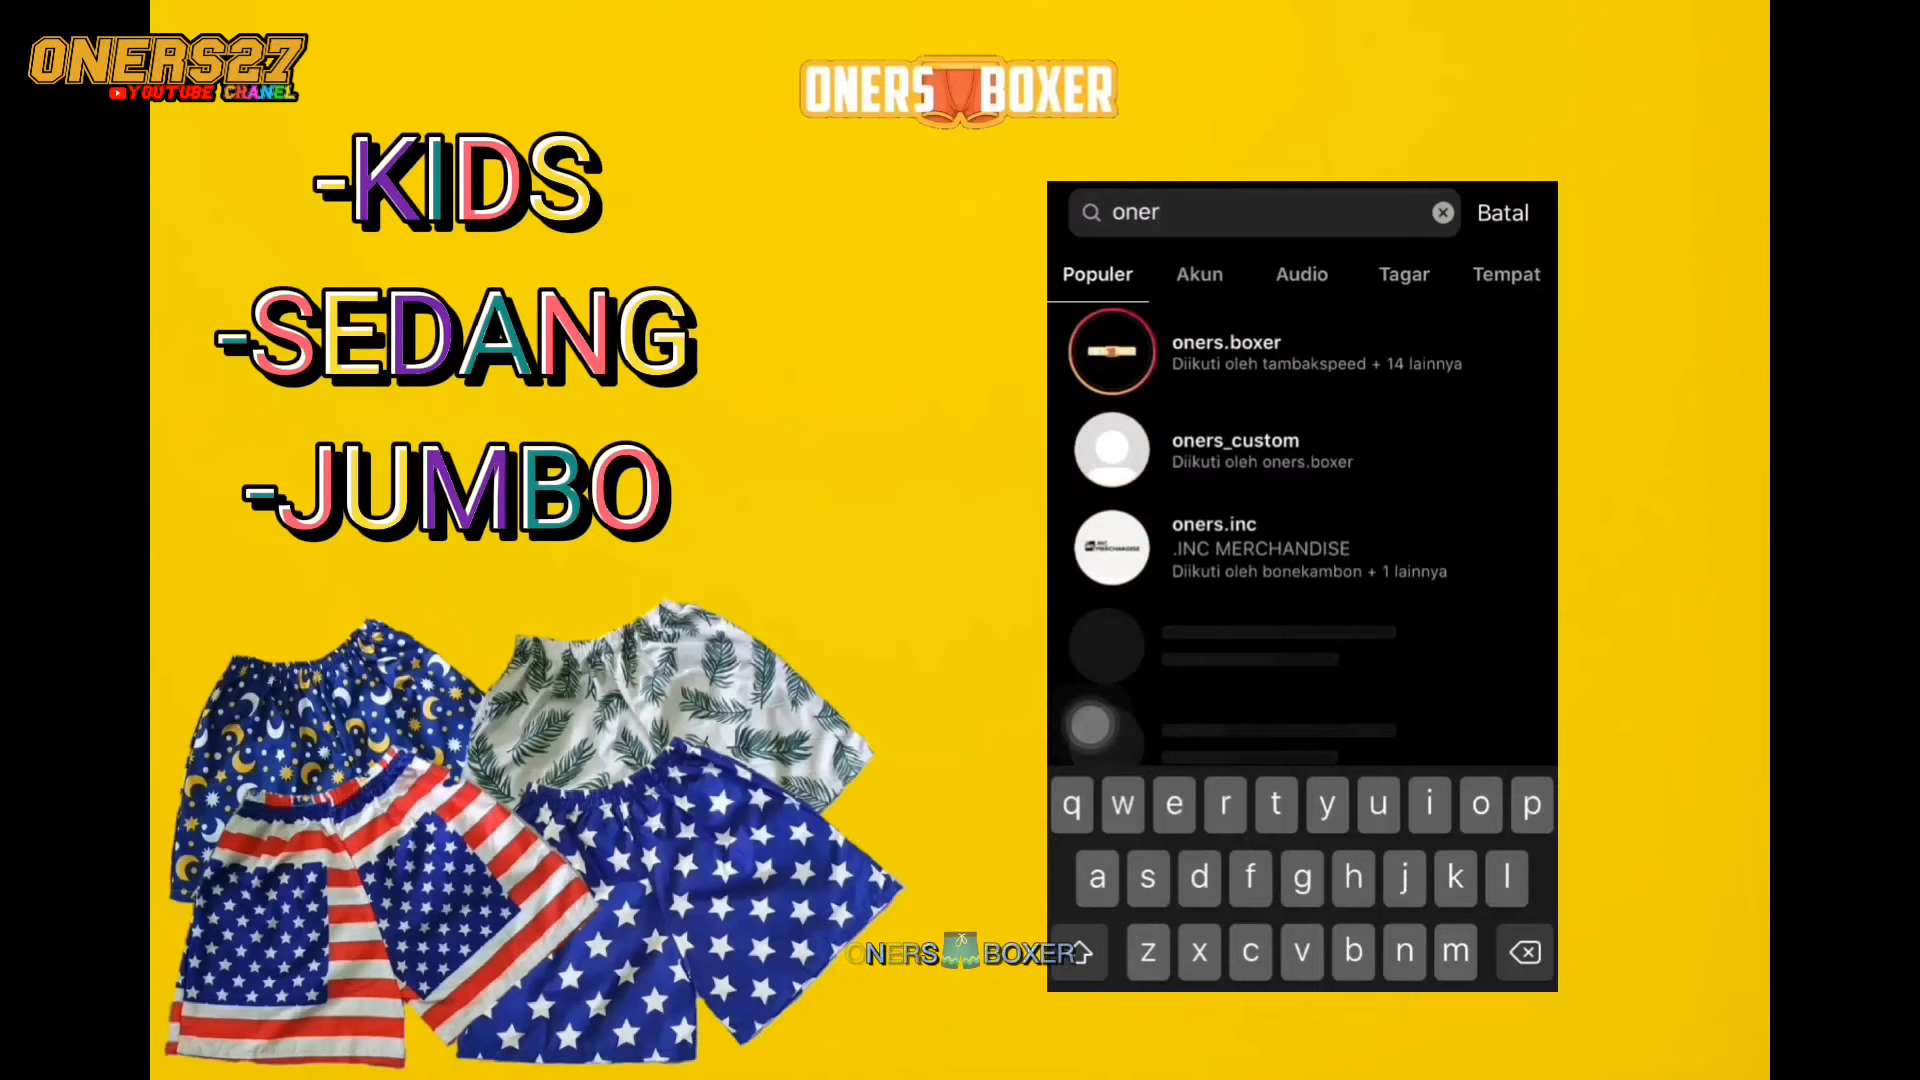 ONERS27
YOUTUBE CHANEL
ONERS BOXER
-KIDS
-SEDANG
-JUMBO
oner
Batal
Populer Akun Audio Tagar Tempat
oners.boxer
Diikuti oleh tambakspeed + 14 lainnya
oners_custom
Diikuti oleh oners.boxer
oners.inc
.INC MERCHANDISE
Diikuti oleh bonekambon + 1 lainnya
q w e r t y u i o p
a s d f g h j k l
z x c v b n m
ONERS BOXER